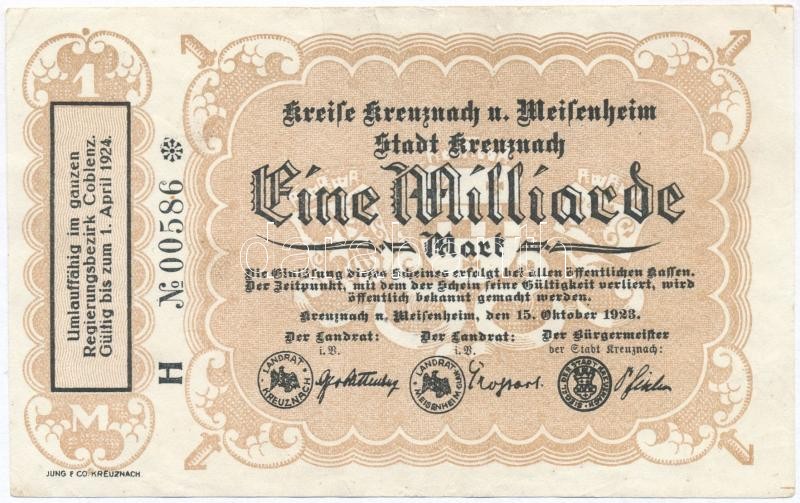 1
Umlauffähig im ganzen
Regierungsbezirk Coblenz.
Gültig bis zum 1. April 1924.
M
H № 00586
Kreise Kreuznach u. Meisenheim
Stadt Kreuznach
Eine Milliarde
Mark
Die Einlösung dieses Scheines erfolgt bei allen öffentlichen Kassen.
Der Zeitpunkt, mit dem der Schein seine Gültigkeit verliert, wird
öffentlich bekannt gemacht werden.
Kreuznach u. Meisenheim, den 15. Oktober 1923.
Der Landrat: Der Landrat: Der Bürgermeister
i. V. i. V. der Stadt Kreuznach:
LANDRAT KREUZNACH
LANDRAT MEISENHEIM
JUNG & CO. KREUZNACH